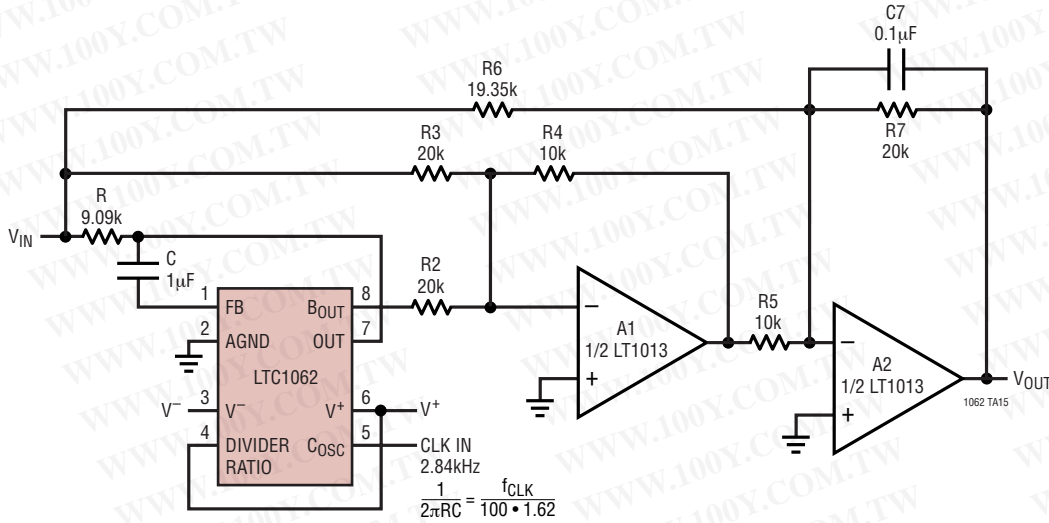 C7
0.1µF
R6
19.35k
R3
20k
R4
10k
R7
20k
R
9.09k
VIN
C
1µF
R2
20k
1
FB
BOUT
8
2
AGND
OUT
7
LTC1062
V−
3
V−
V+
6
V+
4
DIVIDER
RATIO
COSC
5
CLK IN
2.84kHz
1/2πRC = fCLK/100 • 1.62
−
A1
1/2 LT1013
+
R5
10k
−
A2
1/2 LT1013
+
VOUT
1062 TA15
WWW.100Y.COM.TW